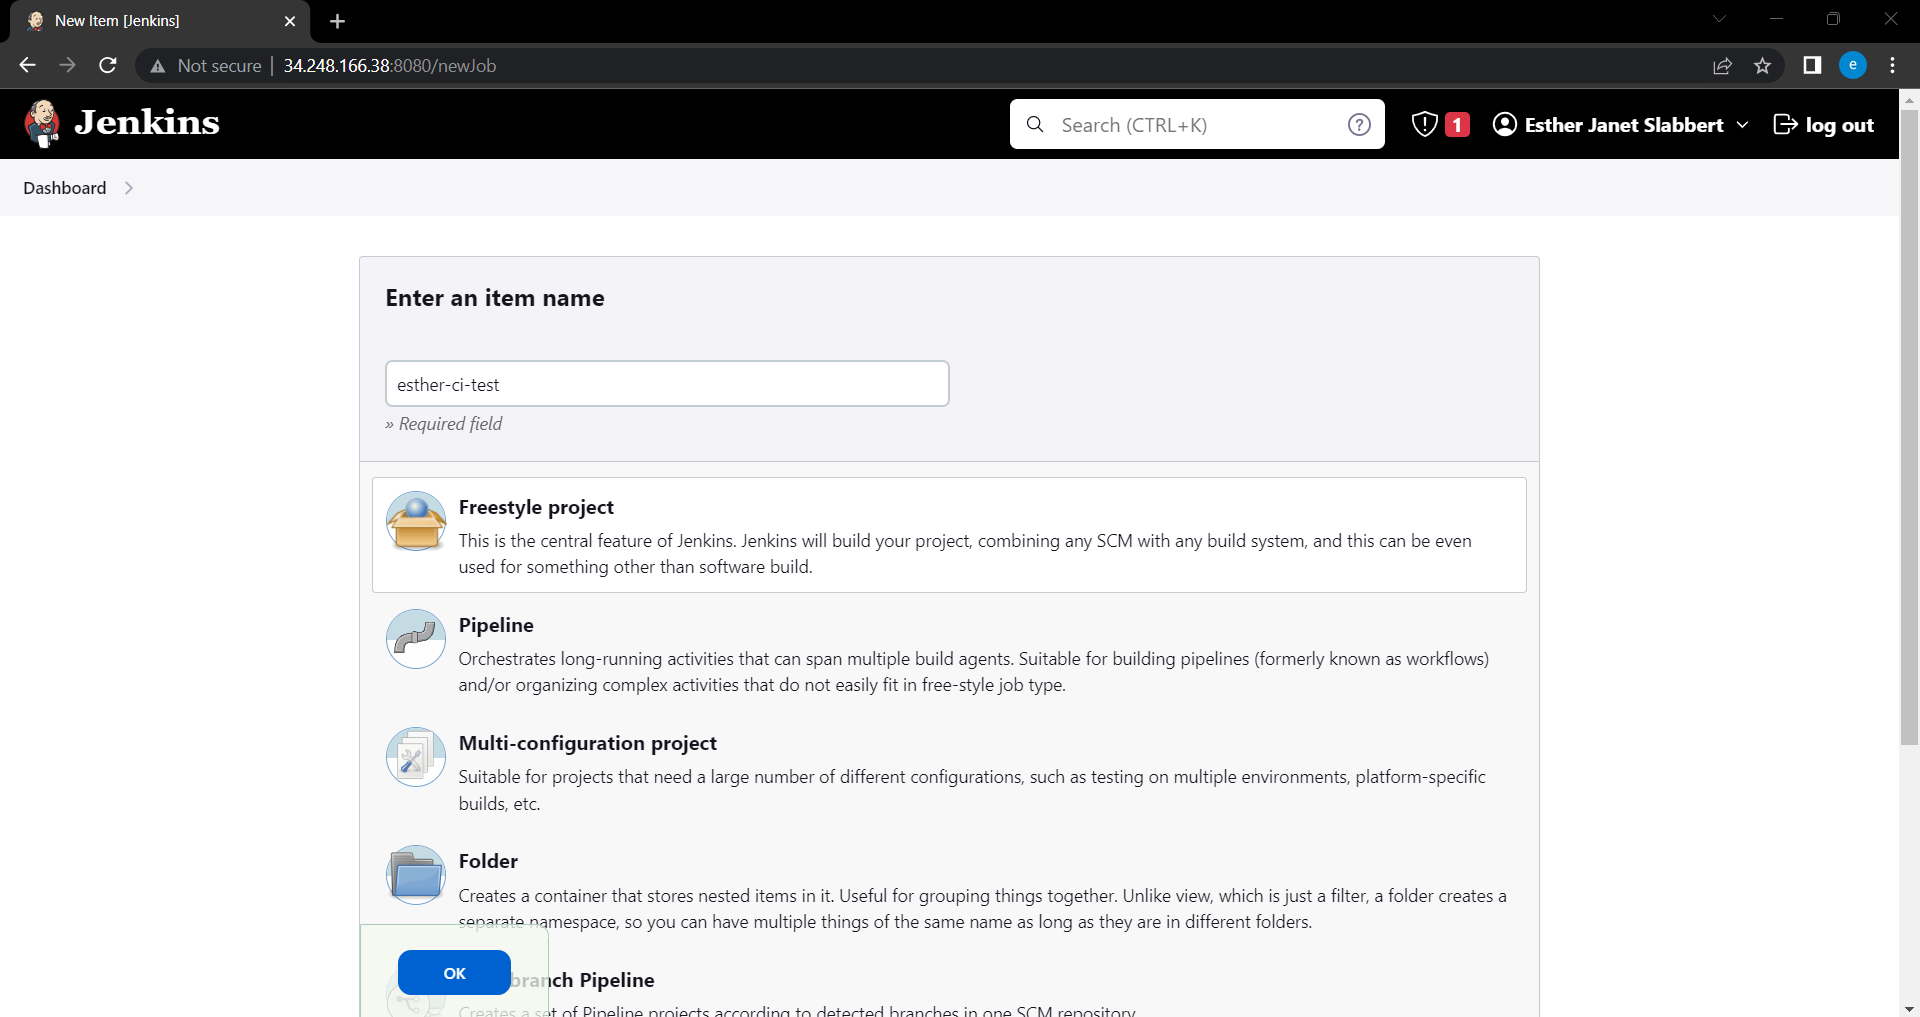 New Item [Jenkins]
Not secure | 34.248.166.38:8080/newJob
e
Jenkins
Search (CTRL+K)
1
Esther Janet Slabbert
log out
Dashboard
Enter an item name
esther-ci-test
» Required field
Freestyle project
This is the central feature of Jenkins. Jenkins will build your project, combining any SCM with any build system, and this can be even
used for something other than software build.
Pipeline
Orchestrates long-running activities that can span multiple build agents. Suitable for building pipelines (formerly known as workflows)
and/or organizing complex activities that do not easily fit in free-style job type.
Multi-configuration project
Suitable for projects that need a large number of different configurations, such as testing on multiple environments, platform-specific
builds, etc.
Folder
Creates a container that stores nested items in it. Useful for grouping things together. Unlike view, which is just a filter, a folder creates a
separate namespace, so you can have multiple things of the same name as long as they are in different folders.
OK
branch Pipeline
Creates a set of Pipeline projects according to detected branches in one SCM repository.